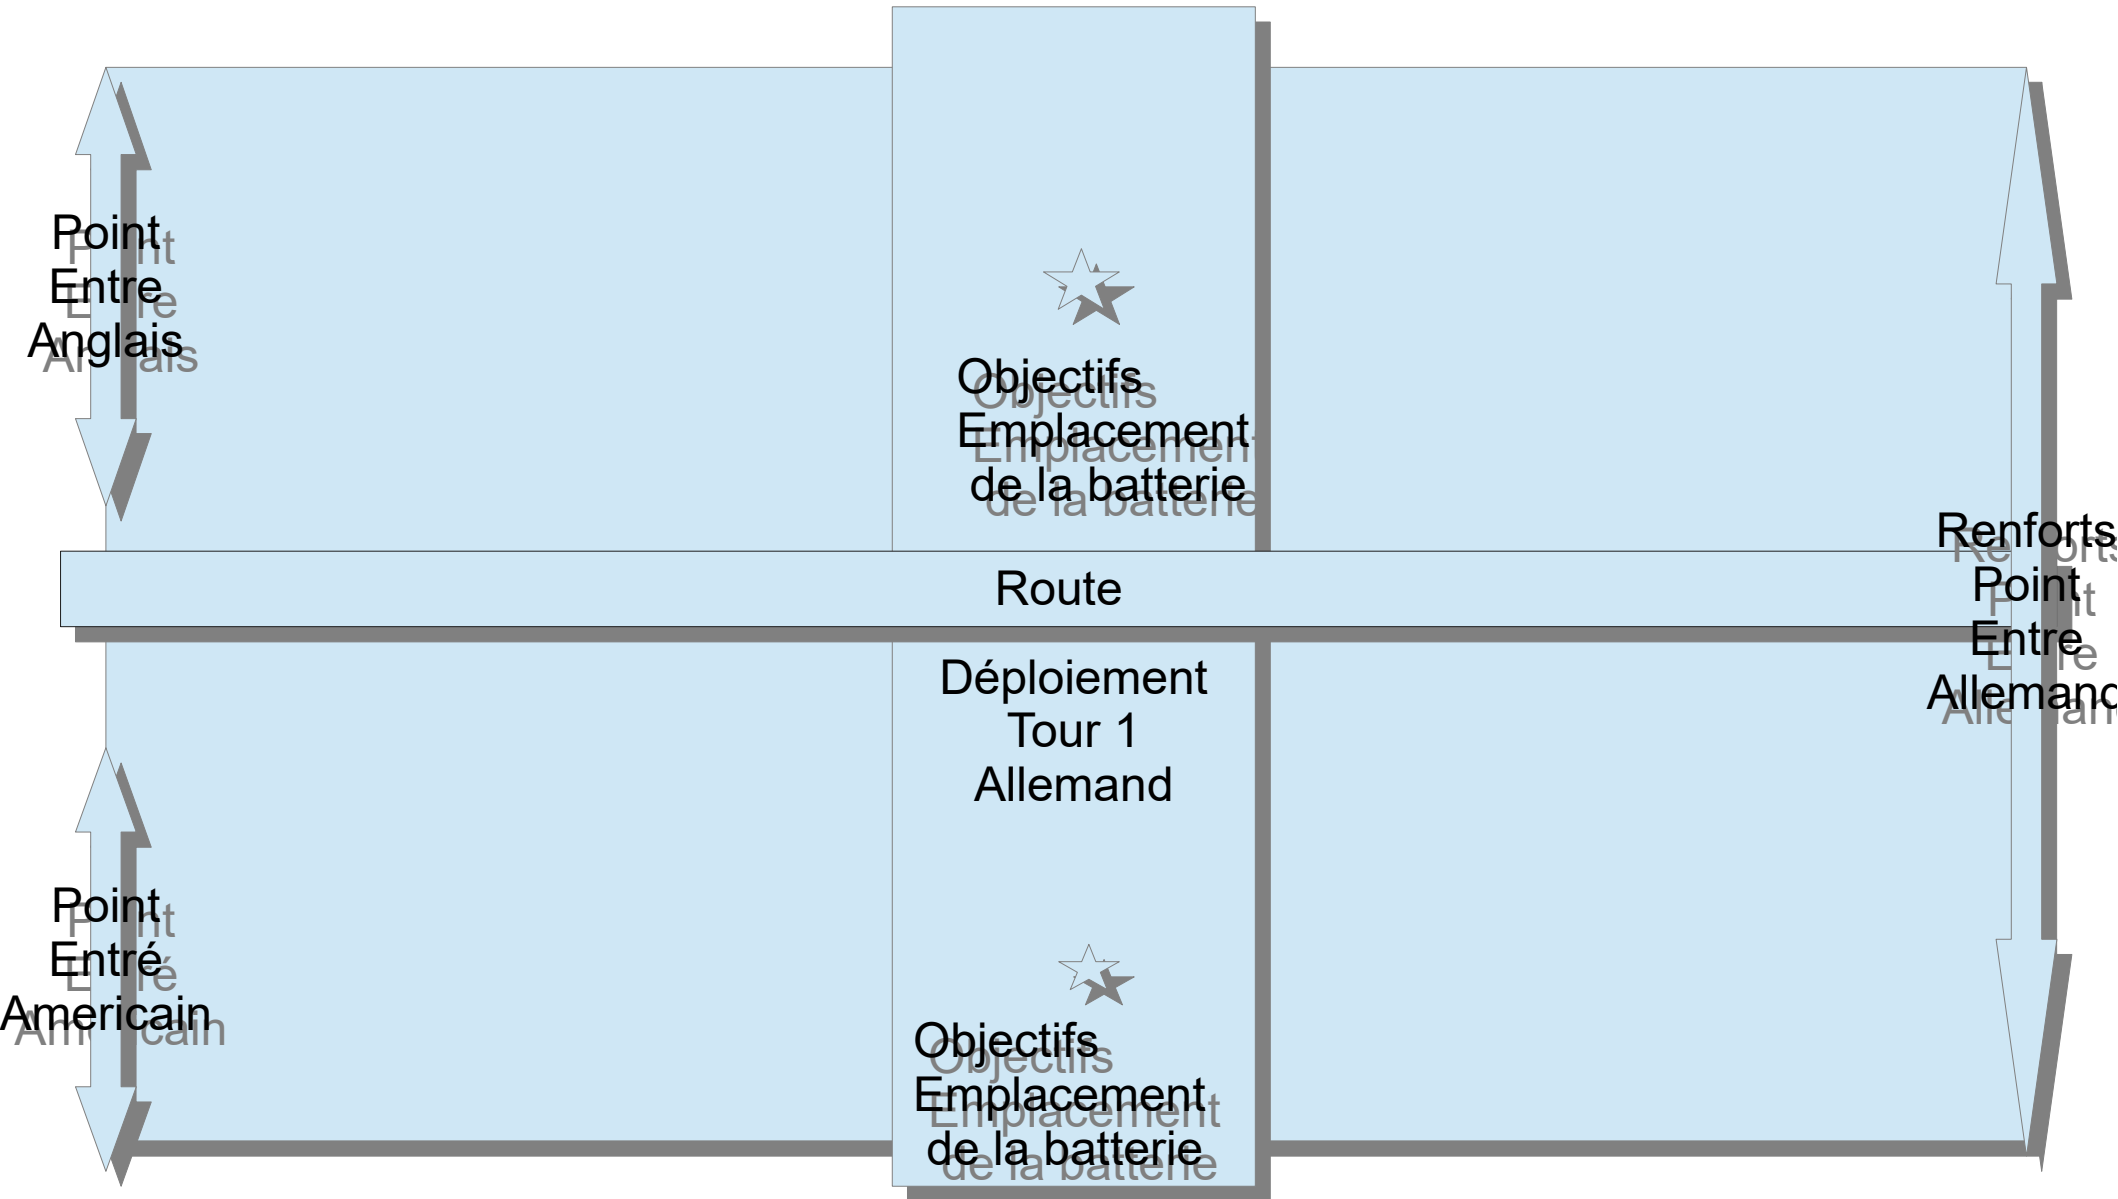 Point
Entre
Anglais
Objectifs
Emplacement
de la batterie
Route
Renforts
Point
Entre
Allemand
Déploiement
Tour 1
Allemand
Point
Entré
Americain
Objectifs
Emplacement
de la batterie